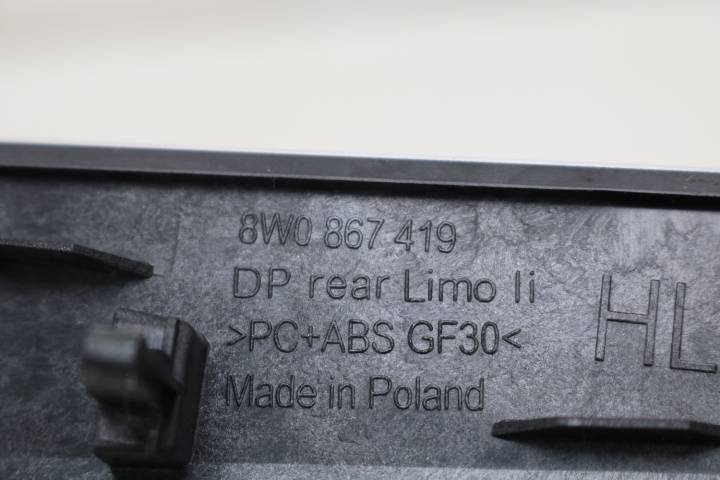 8W0 867 419
DP rear Limo li
>PC+ABS GF30<
Made in Poland
HL